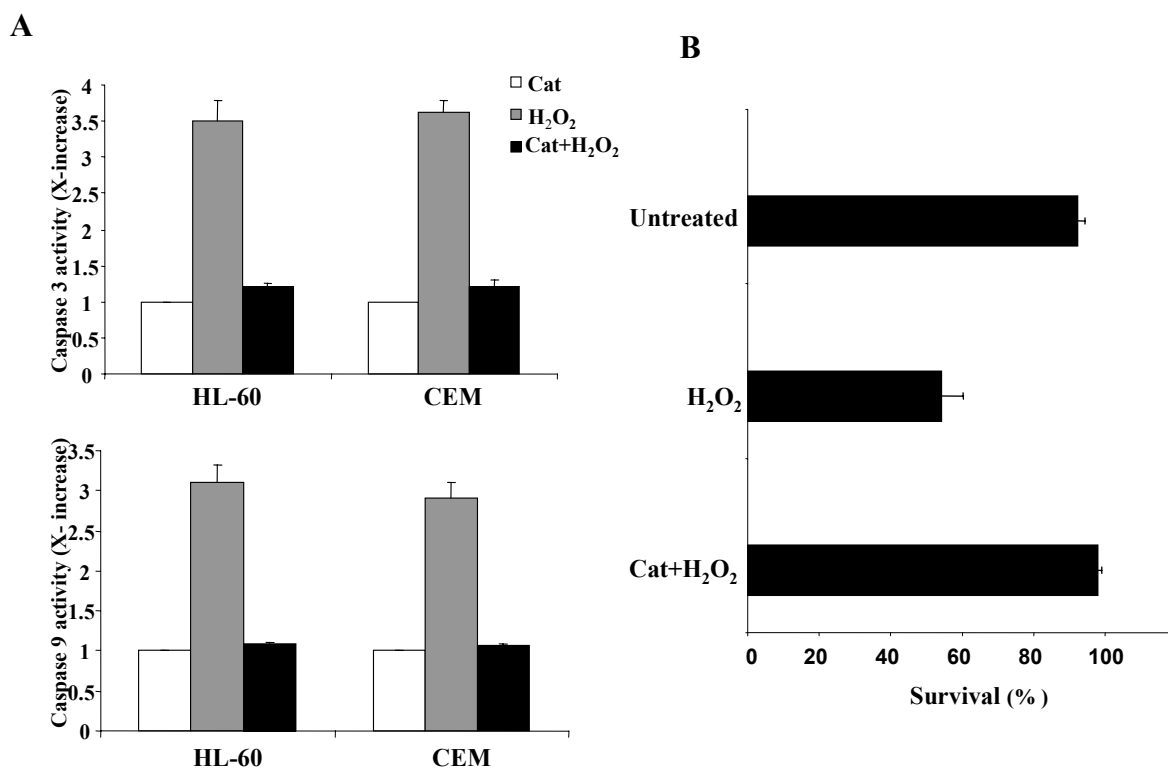 A
Caspase 3 activity (X-increase)
4
3.5
3
2.5
2
1.5
1
0.5
0
HL-60
CEM
Cat
H₂O₂
Cat+H₂O₂
Caspase 9 activity (X- increase)
3.5
3
2.5
2
1.5
1
0.5
0
HL-60
CEM
B
Untreated
H₂O₂
Cat+H₂O₂
0 20 40 60 80 100
Survival (% )